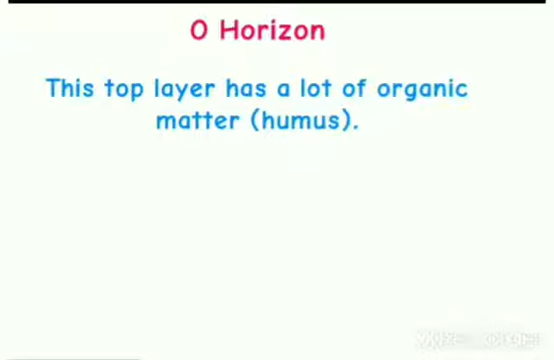 O Horizon
This top layer has a lot of organic
matter (humus).